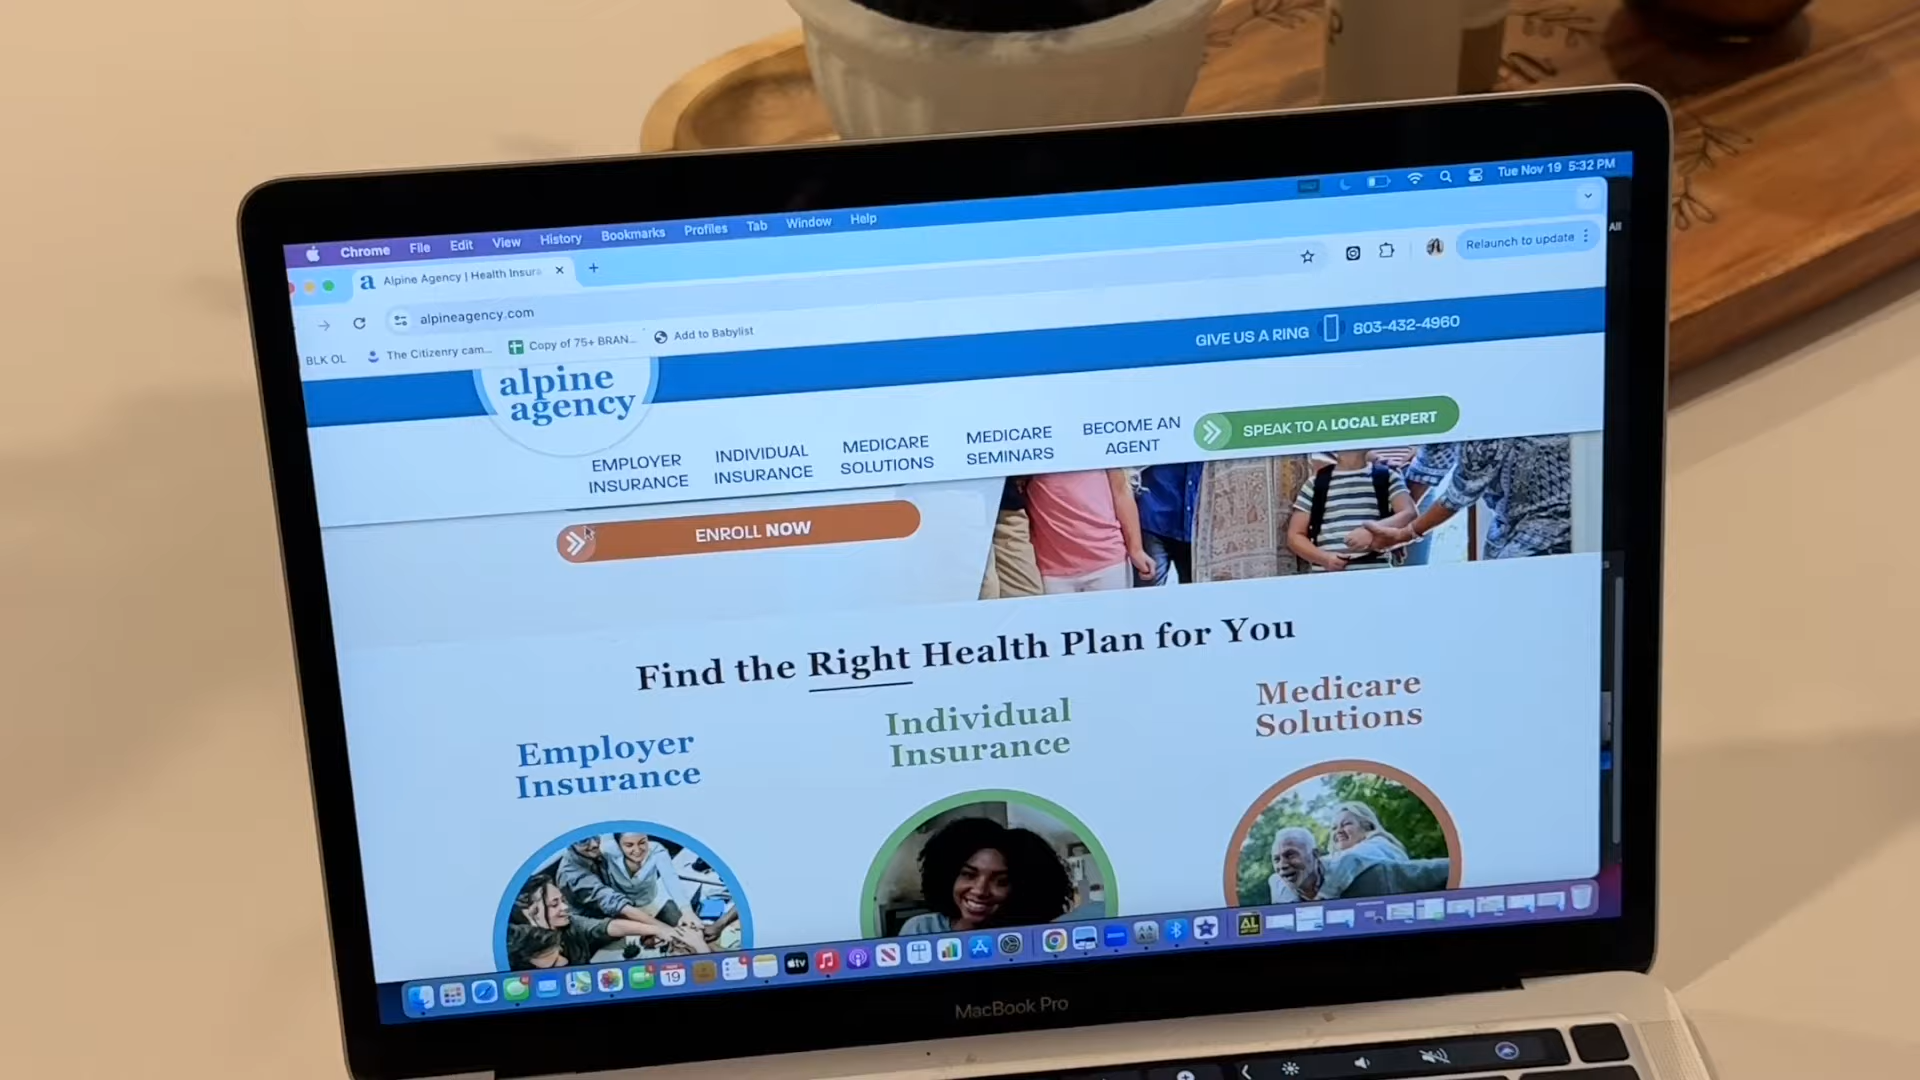 Chrome File Edit View History Bookmarks Profiles Tab Window Help
Tue Nov 19 5:32 PM
Alpine Agency | Health Insura
Relaunch to update
All
alpineagency.com
BLK OL
The Citizenry cam...
Copy of 75+ BRAN...
Add to Babylist
GIVE US A RING 803-432-4960
alpine
agency
EMPLOYER
INSURANCE
INDIVIDUAL
INSURANCE
MEDICARE
SOLUTIONS
MEDICARE
SEMINARS
BECOME AN
AGENT
SPEAK TO A LOCAL EXPERT
ENROLL NOW
Find the Right Health Plan for You
Employer
Insurance
Individual
Insurance
Medicare
Solutions
19
tv
MacBook Pro